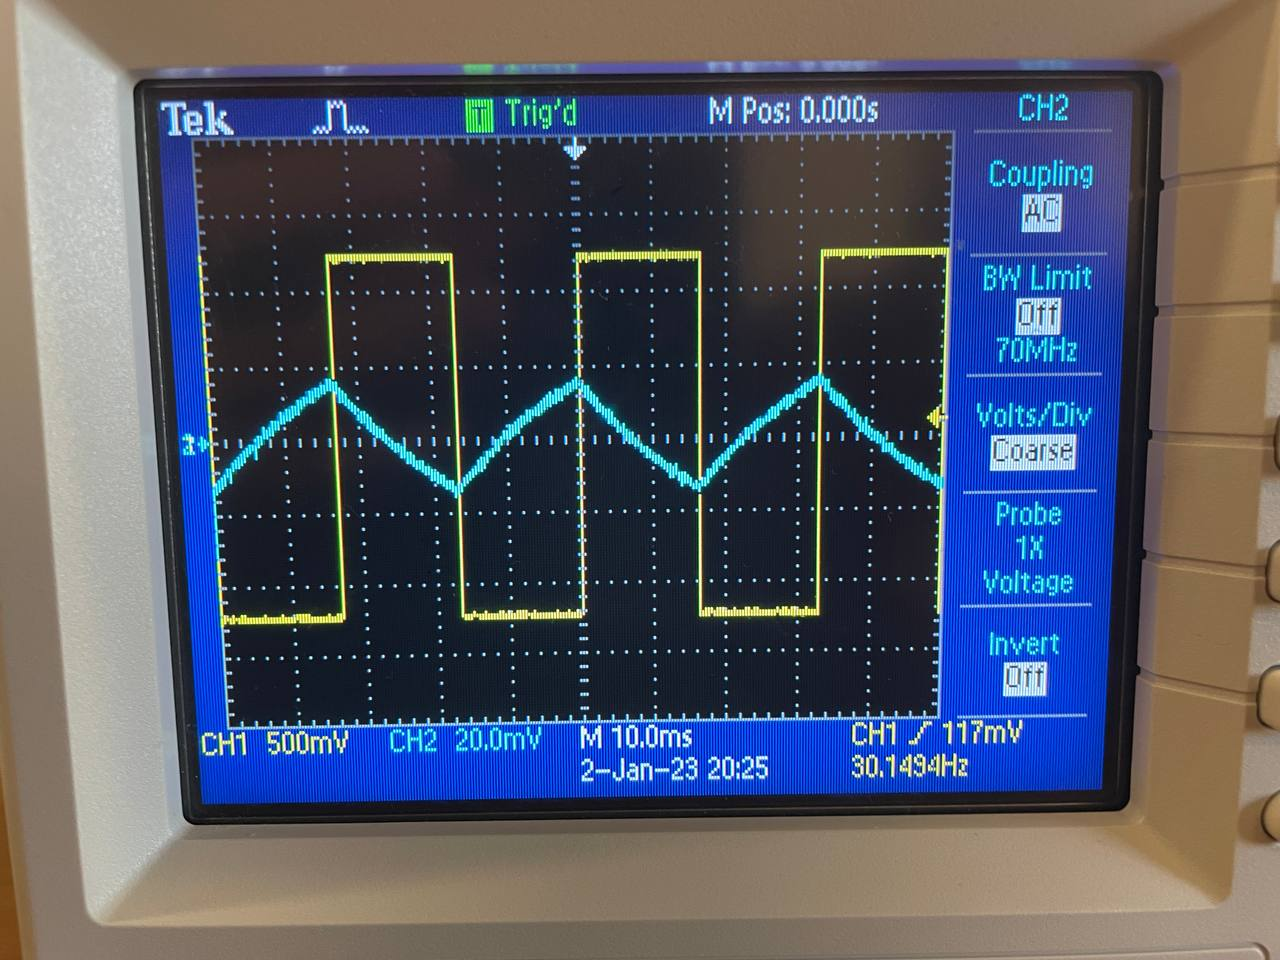 Tek T Trig'd M Pos: 0.000s CH2
Coupling
AC
BW Limit
Off
70MHz
Volts/Div
Coarse
Probe
1X
Voltage
Invert
Off
CH1 500mV CH2 20.0mV M 10.0ms CH1 117mV
2-Jan-23 20:25 30.1494Hz